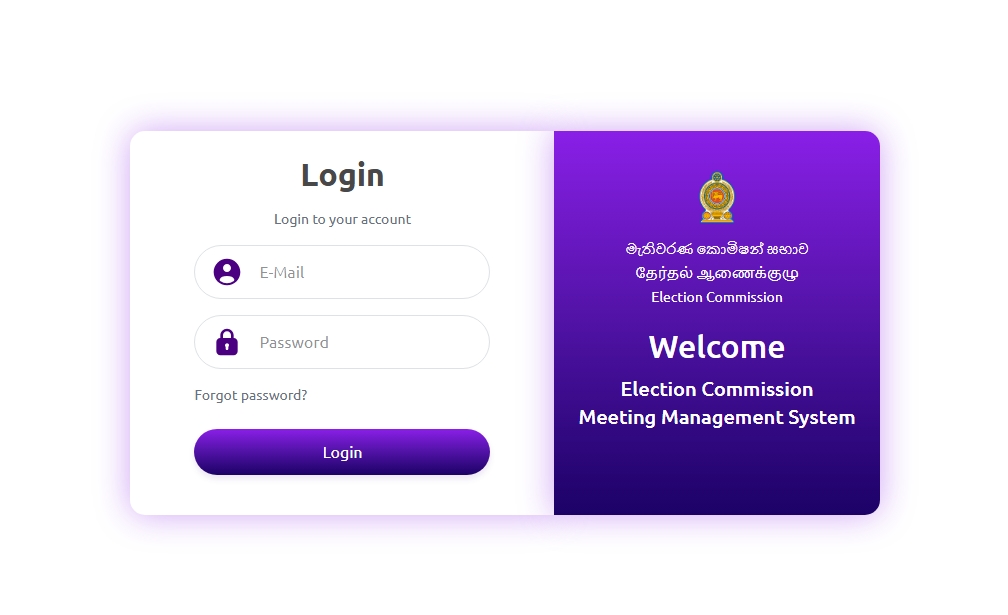 Login
Login to your account
E-Mail
Password
Forgot password?
Login
මැතිවරණ කොමිෂන් සභාව
தேர்தல் ஆணைக்குழு
Election Commission
Welcome
Election Commission
Meeting Management System